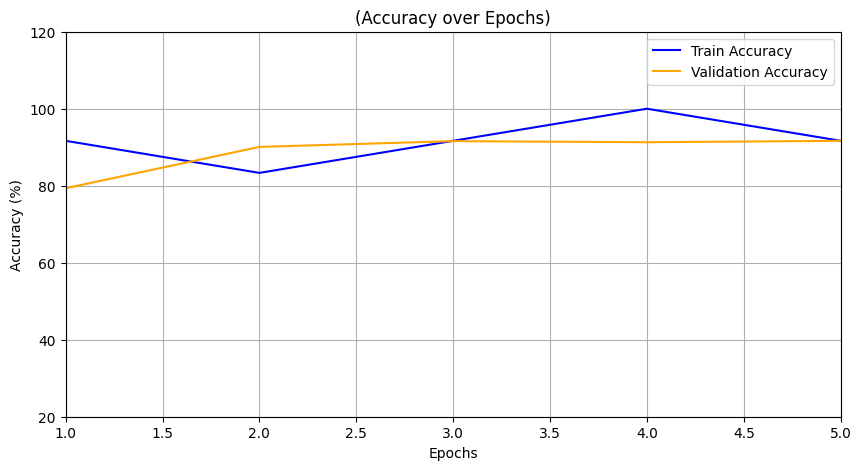 (Accuracy over Epochs)
120
100
80
60
40
20
Accuracy (%)
Train Accuracy
Validation Accuracy
1.0 1.5 2.0 2.5 3.0 3.5 4.0 4.5 5.0
Epochs